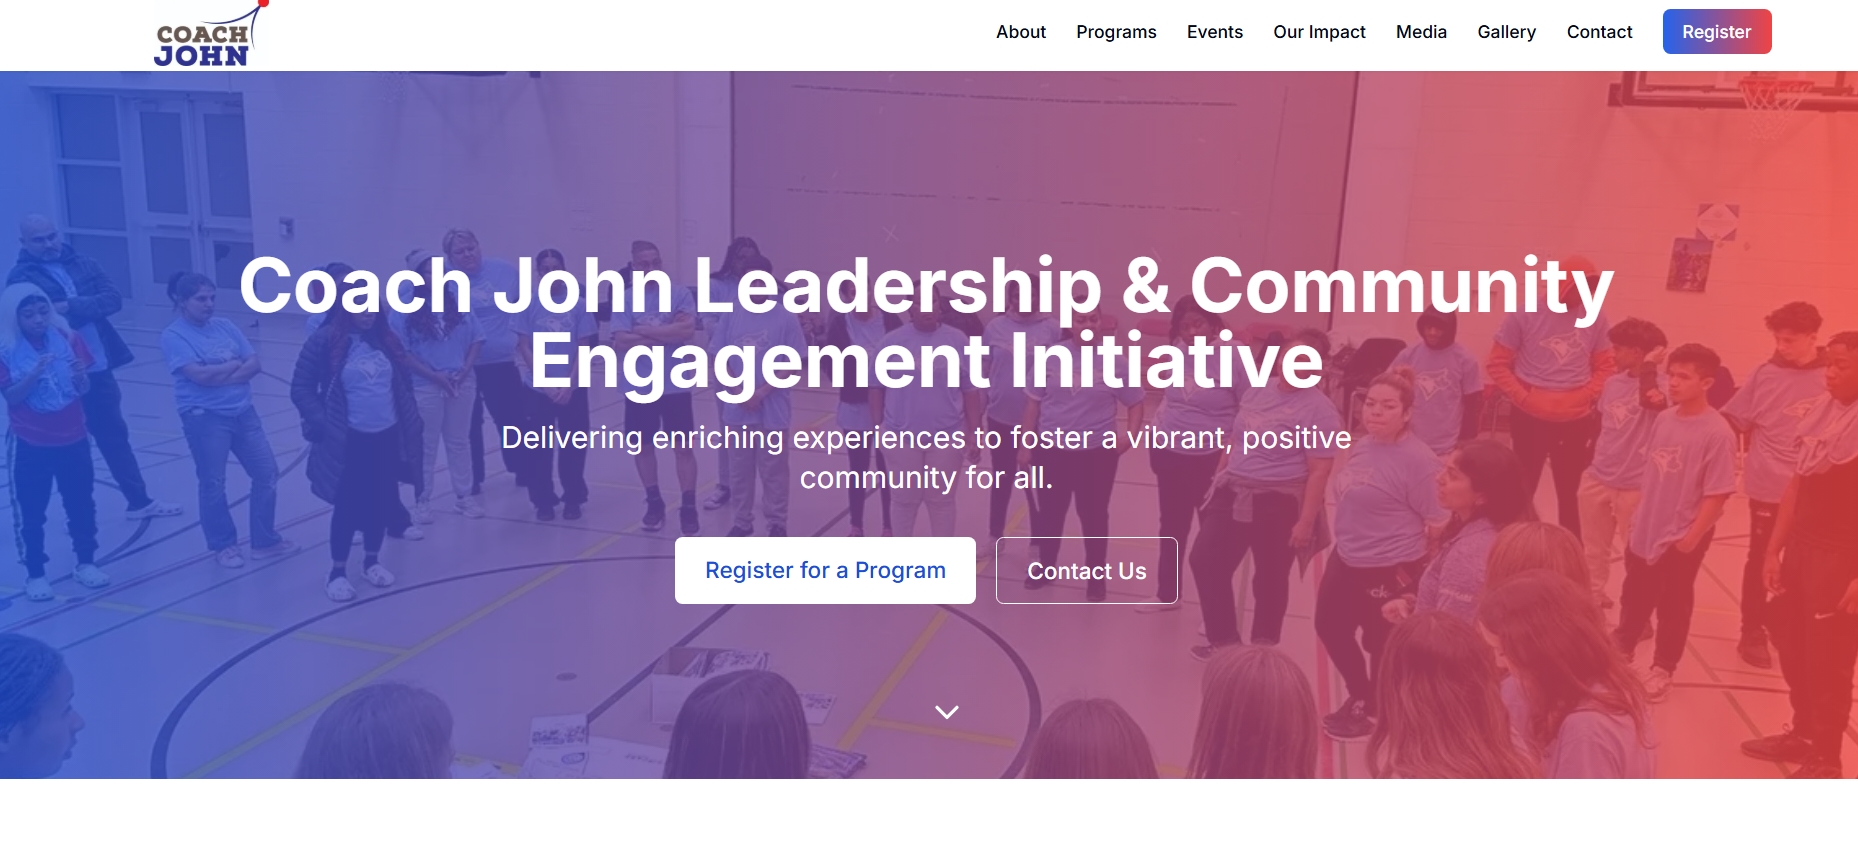 COACH
JOHN
About Programs Events Our Impact Media Gallery Contact Register
Coach John Leadership & Community
Engagement Initiative
Delivering enriching experiences to foster a vibrant, positive
community for all.
Register for a Program Contact Us